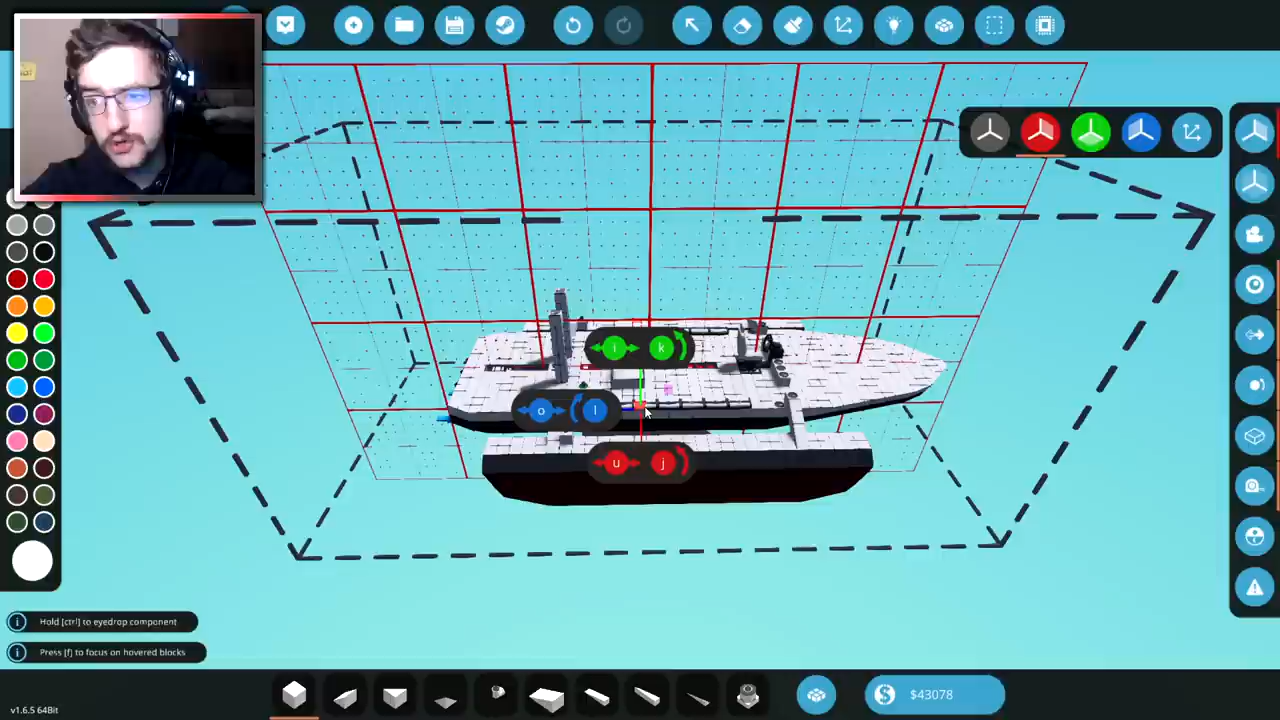 i k
o l
u j
Hold [ctrl] to eyedrop component
Press [f] to focus on hovered blocks
$ $43078
v1.6.5 64Bit